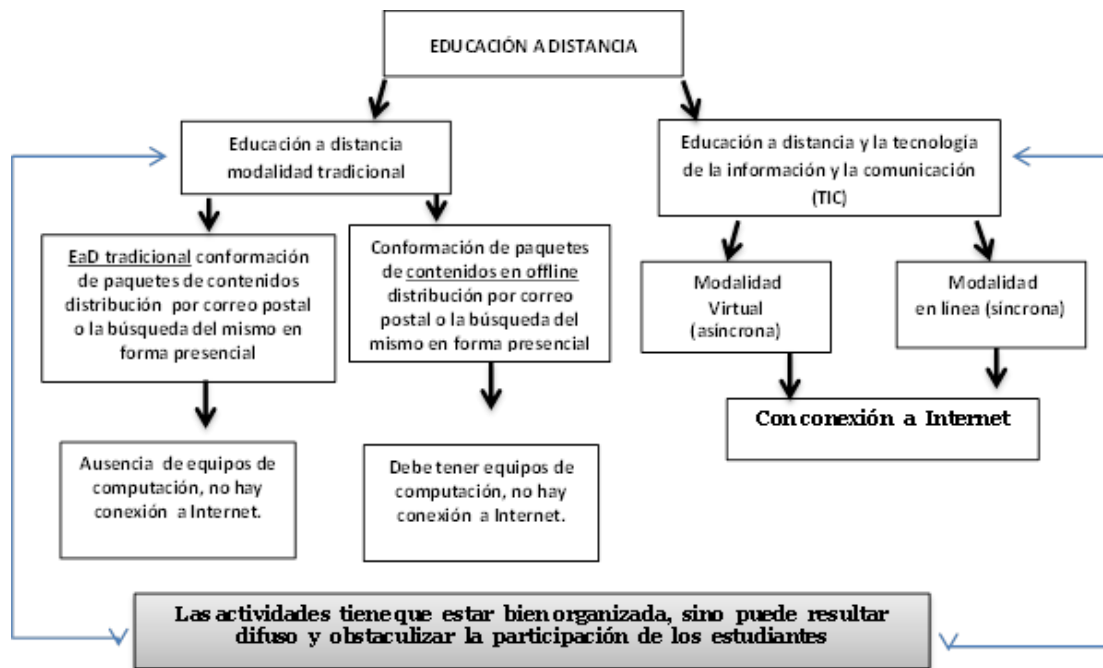 EDUCACIÓN A DISTANCIA
Educación a distancia
modalidad tradicional
Educación a distancia y la tecnología
de la información y la comunicación
(TIC)
EaD tradicional conformación
de paquetes de contenidos
distribución por correo postal
o la búsqueda del mismo en
forma presencial
Conformación de paquetes
de contenidos en offline
distribución por correo
postal o la búsqueda del
mismo en forma presencial
Modalidad
Virtual
(asíncrona)
Modalidad
en línea (síncrona)
Con conexión a Internet
Ausencia de equipos de
computación, no hay
conexión a Internet.
Debe tener equipos de
computación, no hay
conexión a Internet.
Las actividades tiene que estar bien organizada, sino puede resultar
difuso y obstaculizar la participación de los estudiantes